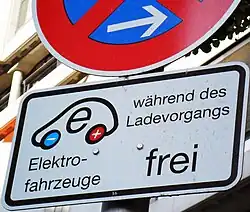 e
während des
Ladevorgangs
Elektro-
fahrzeuge
frei